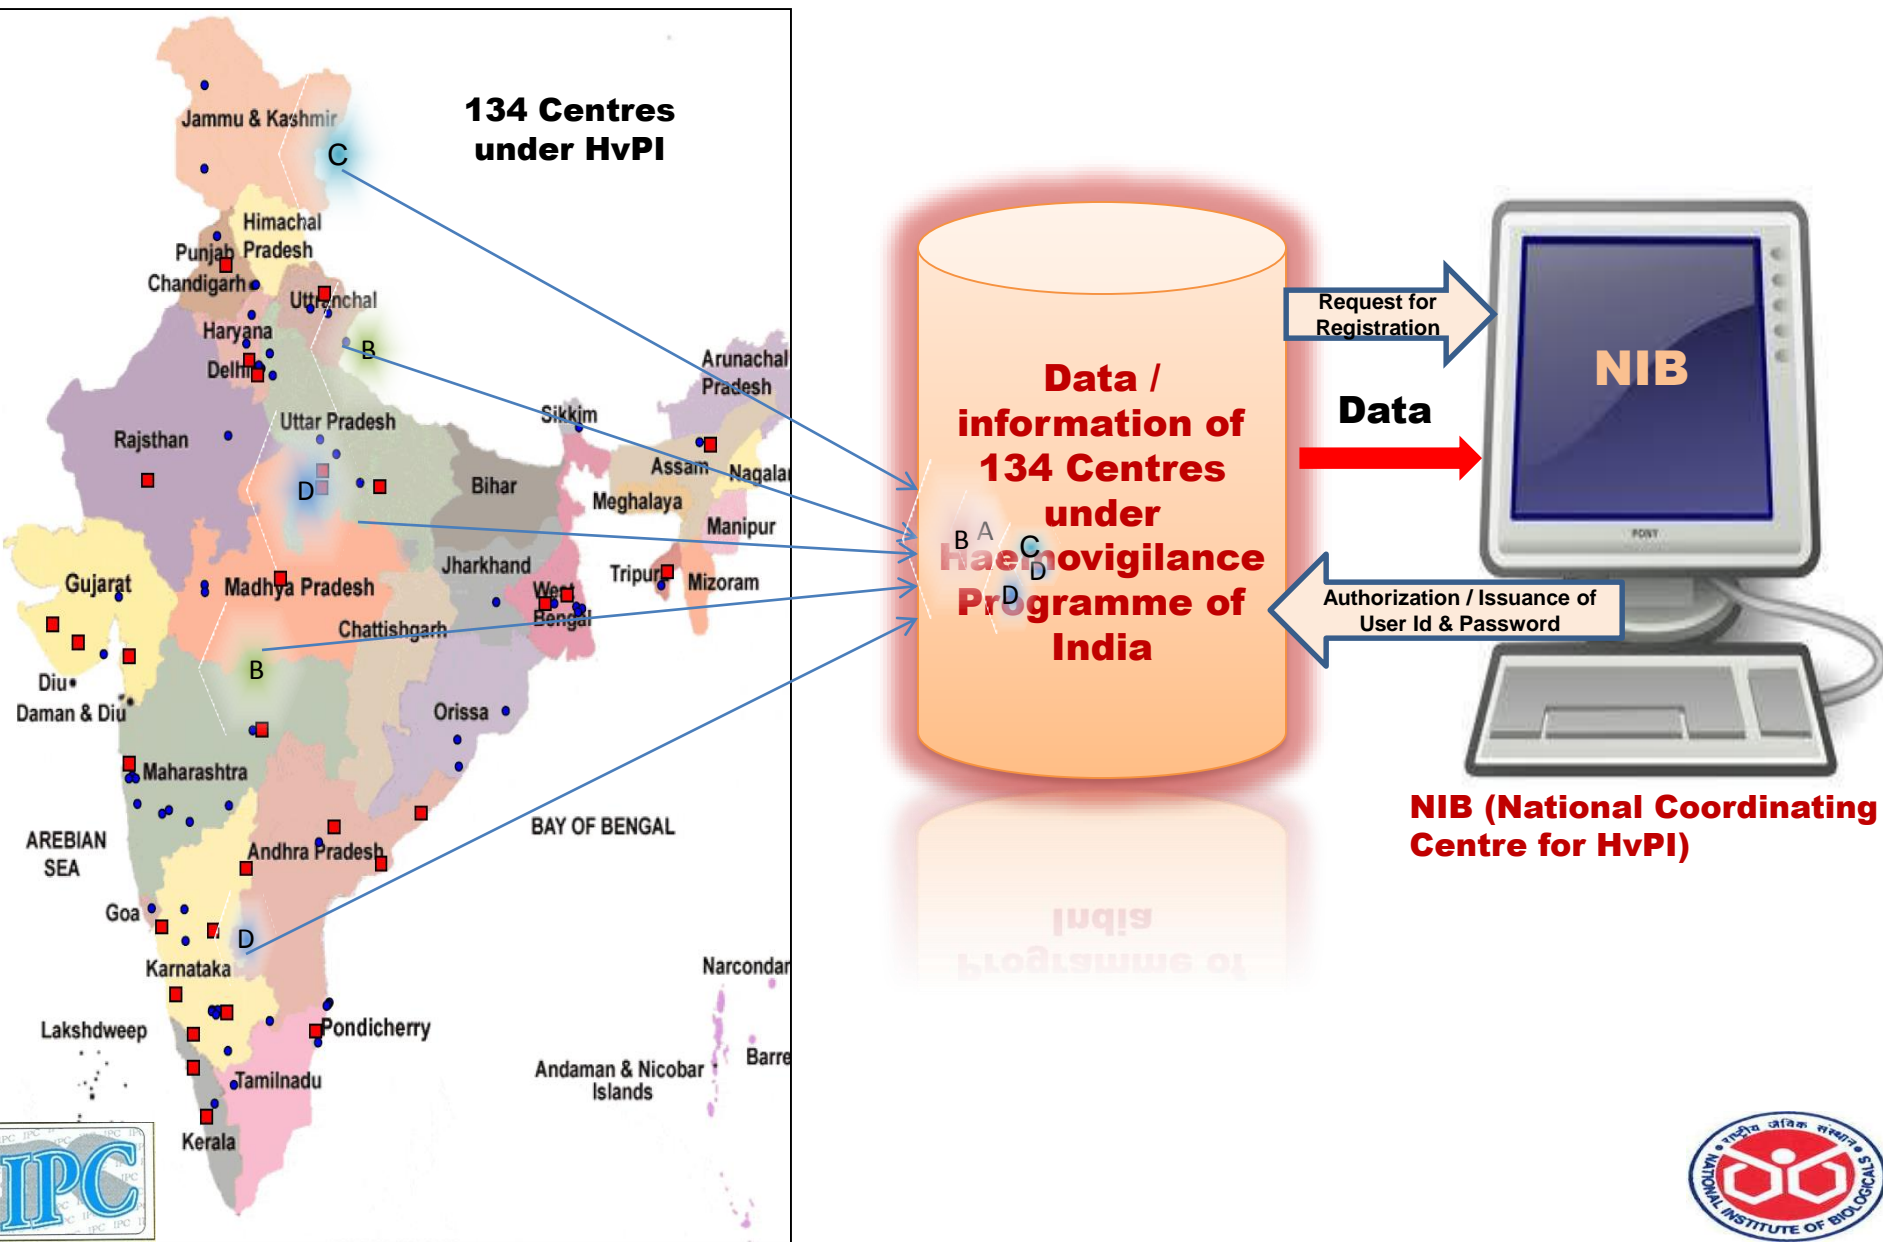 134 Centres
under HvPI
Jammu & Kashmir
C
Himachal
Pradesh
Punjab
Chandigarh
Uttranchal
Haryana
B
Delhi
Arunachal
Pradesh
Sikkim
Uttar Pradesh
Rajsthan
Assam
Bihar
D
Meghalaya
Manipur
Jharkhand
Gujarat
Madhya Pradesh
Mizoram
West
Bengal
Chattishgarh
B
Diu
Daman & Diu
Orissa
Maharashtra
AREBIAN
SEA
BAY OF BENGAL
Andhra Pradesh
Goa
D
Karnataka
Lakshdweep
Pondicherry
Andaman & Nicobar
Islands
Tamilnadu
Kerala
IPC
Data /
information of
134 Centres
under
Haemovigilance
Programme of
India
B A
C
D
D
Request for
Registration
Data
NIB
Authorization / Issuance of
User Id & Password
NIB (National Coordinating
Centre for HvPI)
राष्ट्रीय जैविक संस्थान
NATIONAL INSTITUTE OF BIOLOGICALS